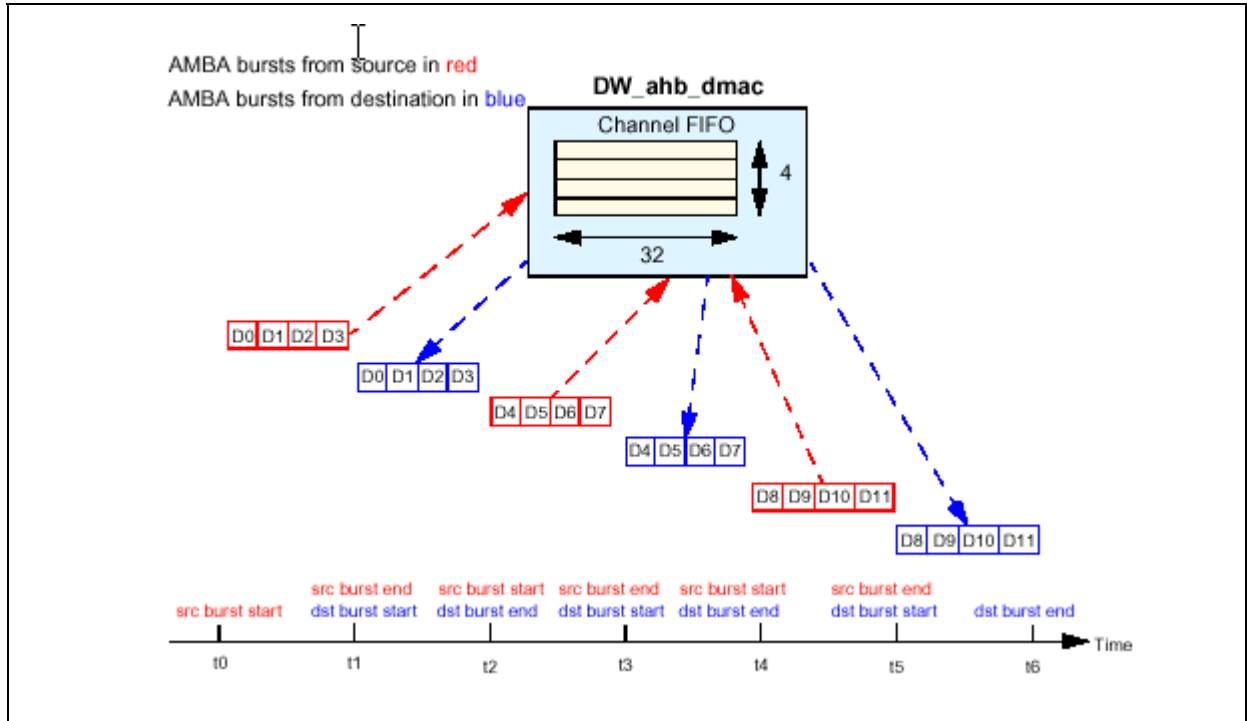 AMBA bursts from source in red
AMBA bursts from destination in blue
DW_ahb_dmac
Channel FIFO
4
32
D0 D1 D2 D3
D0 D1 D2 D3
D4 D5 D6 D7
D4 D5 D6 D7
D8 D9 D10 D11
D8 D9 D10 D11
src burst end src burst start src burst end src burst start src burst end
src burst start dst burst start dst burst end dst burst start dst burst end dst burst start dst burst end
Time
t0 t1 t2 t3 t4 t5 t6